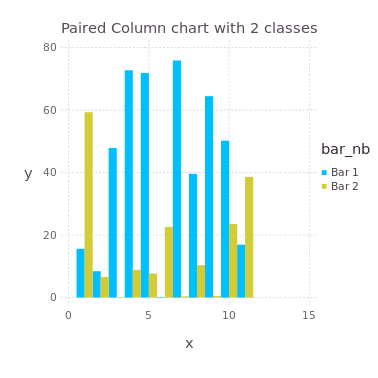 Paired Column chart with 2 classes
80
60
40
20
0
y
0 5 10 15
x
bar_nb
Bar 1
Bar 2